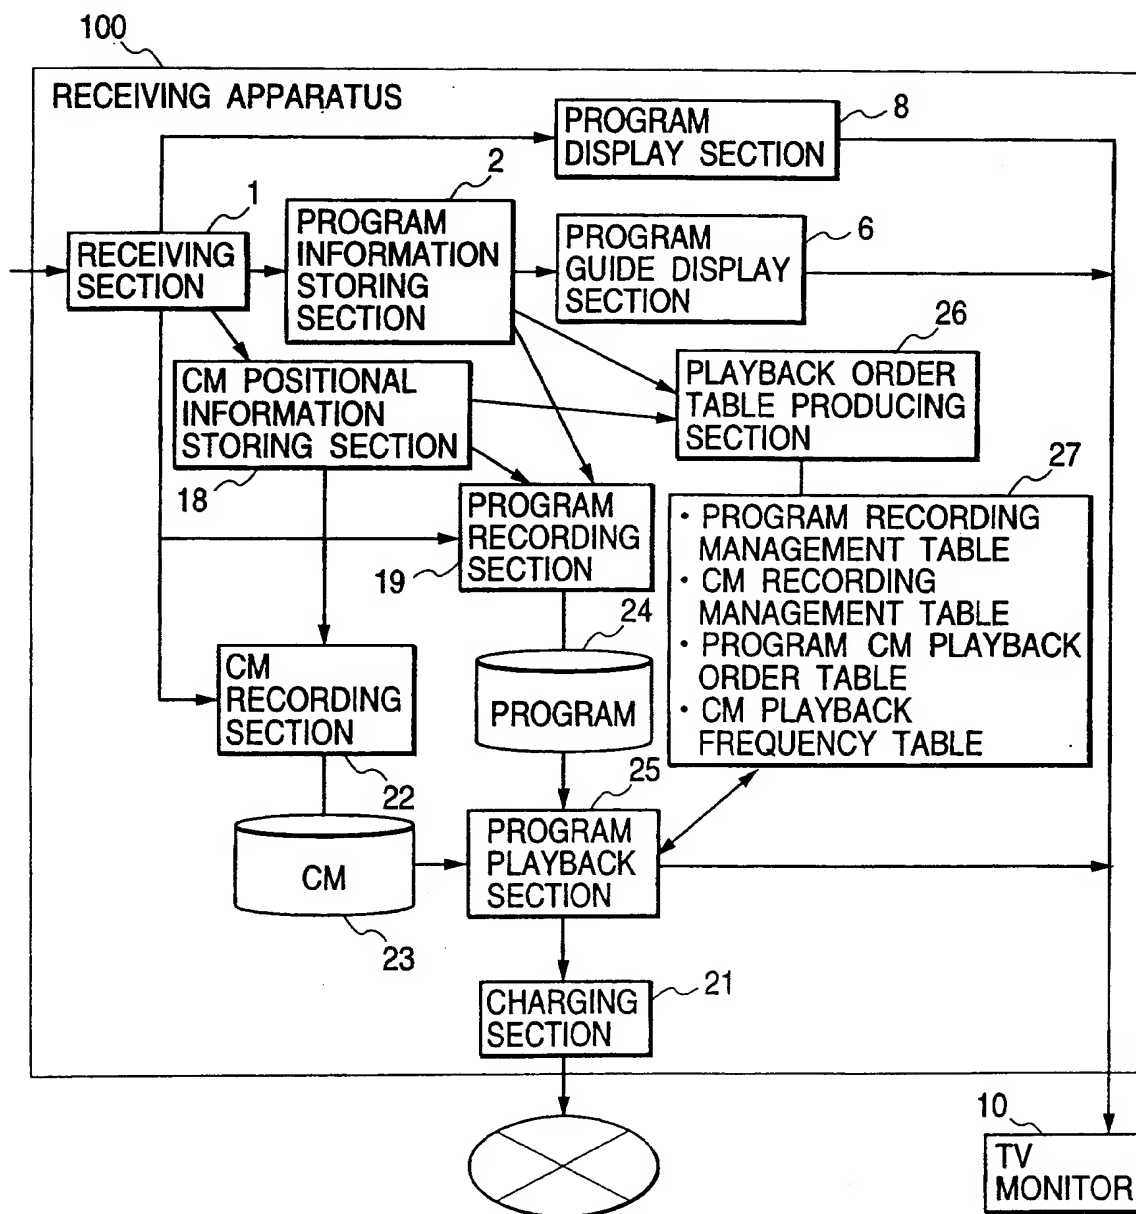 100
RECEIVING APPARATUS
PROGRAM
DISPLAY SECTION
8
1
2
RECEIVING
SECTION
PROGRAM
INFORMATION
STORING
SECTION
PROGRAM
GUIDE DISPLAY
SECTION
6
26
CM POSITIONAL
INFORMATION
STORING SECTION
18
PLAYBACK ORDER
TABLE PRODUCING
SECTION
27
PROGRAM
RECORDING
SECTION
19
· PROGRAM RECORDING
MANAGEMENT TABLE
· CM RECORDING
MANAGEMENT TABLE
· PROGRAM CM PLAYBACK
ORDER TABLE
· CM PLAYBACK
FREQUENCY TABLE
24
CM
RECORDING
SECTION
22
PROGRAM
25
CM
23
PROGRAM
PLAYBACK
SECTION
CHARGING
SECTION
21
10
TV
MONITOR